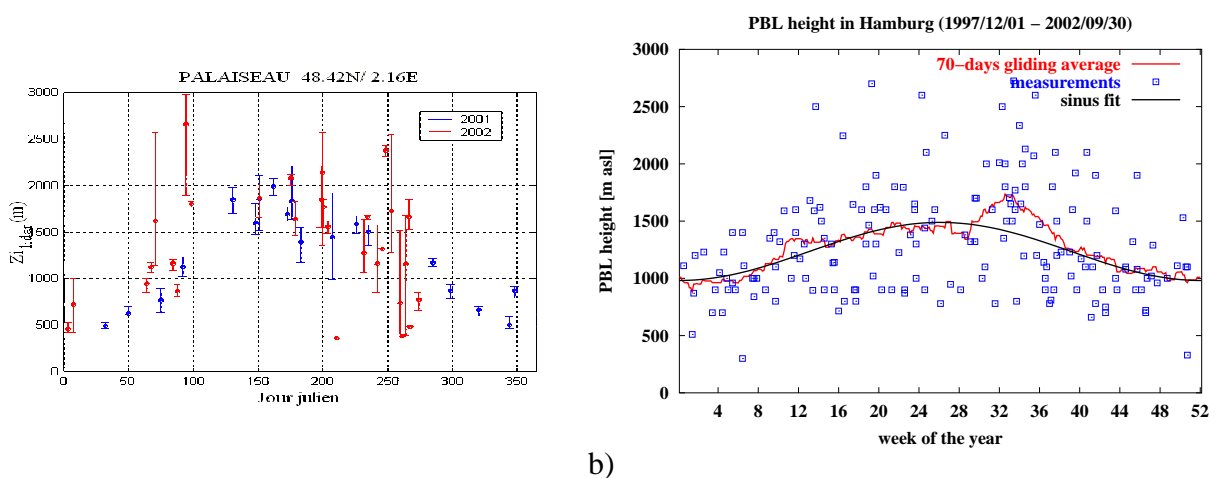 PALAISEAU 48.42N/ 2.16E
3000
2500
2000
1500
1000
500
0
Zi lidar (m)
2001
2002
0 50 100 150 200 250 300 350
Jour julien
PBL height in Hamburg (1997/12/01 – 2002/09/30)
3000
2500
2000
1500
1000
500
0
PBL height [m asl]
70–days gliding average
measurements
sinus fit
4 8 12 16 20 24 28 32 36 40 44 48 52
week of the year
b)